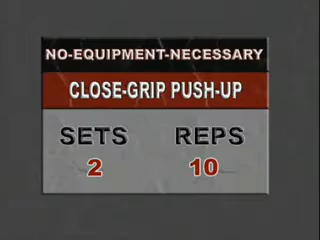 NO-EQUIPMENT-NECESSARY
CLOSE-GRIP PUSH-UP
SETS REPS
2 10